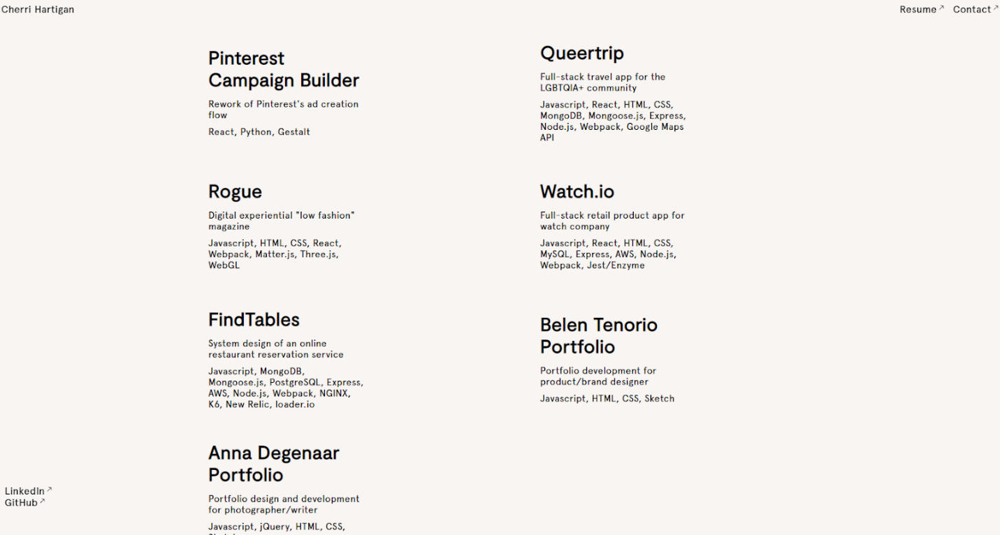 Cherri Hartigan
Resume ↗ Contact ↗
Pinterest
Campaign Builder
Rework of Pinterest's ad creation
flow
React, Python, Gestalt
Queertrip
Full-stack travel app for the
LGBTQIA+ community
Javascript, React, HTML, CSS,
MongoDB, Mongoose.js, Express,
Node.js, Webpack, Google Maps
API
Rogue
Digital experiential "low fashion"
magazine
Javascript, HTML, CSS, React,
Webpack, Matter.js, Three.js,
WebGL
Watch.io
Full-stack retail product app for
watch company
Javascript, React, HTML, CSS,
MySQL, Express, AWS, Node.js,
Webpack, Jest/Enzyme
FindTables
System design of an online
restaurant reservation service
Javascript, MongoDB,
Mongoose.js, PostgreSQL, Express,
AWS, Node.js, Webpack, NGINX,
K6, New Relic, loader.io
Belen Tenorio
Portfolio
Portfolio development for
product/brand designer
Javascript, HTML, CSS, Sketch
Anna Degenaar
Portfolio
Portfolio design and development
for photographer/writer
Javascript, jQuery, HTML, CSS,
LinkedIn ↗
GitHub ↗